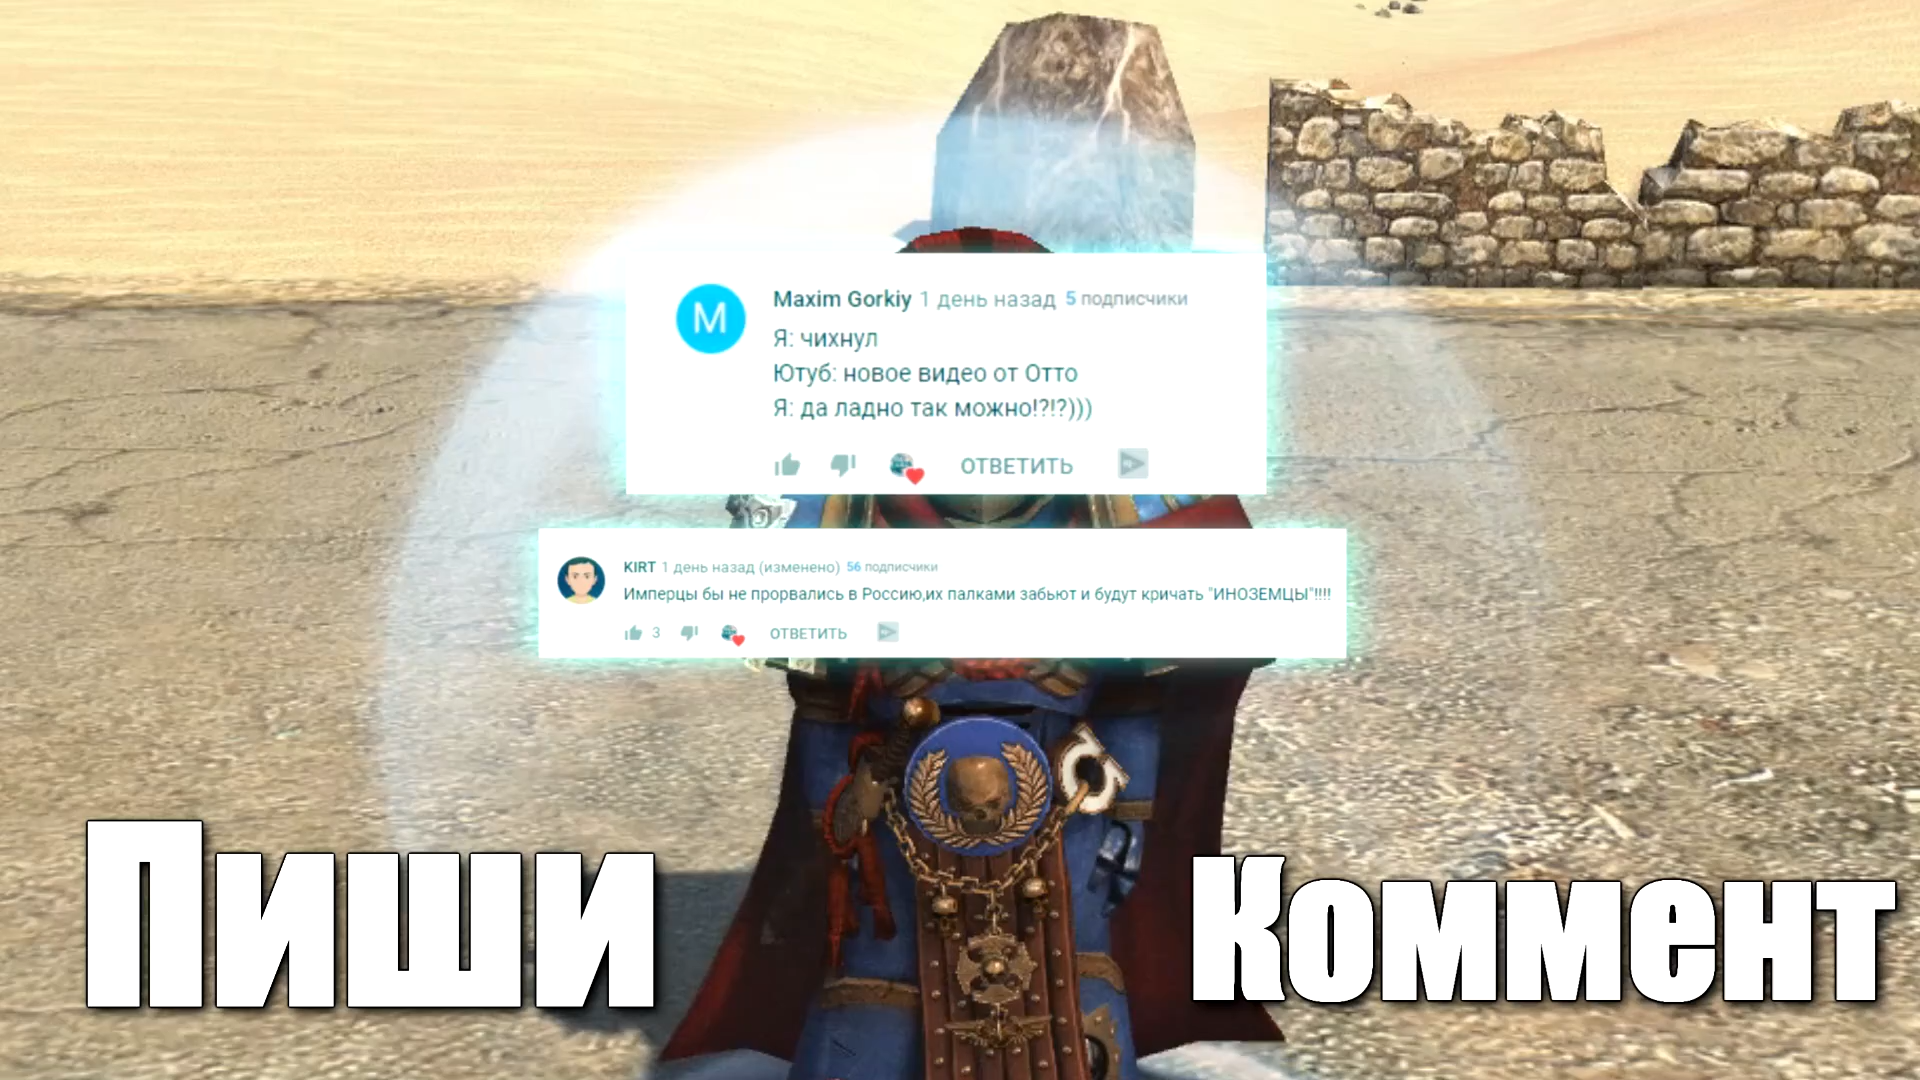 Maxim Gorkiy 1 день назад 5 подписчики
Я: чихнул
Ютуб: новое видео от Отто
Я: да ладно так можно!?!?)))
ОТВЕТИТЬ
KIRT 1 день назад (изменено) 56 подписчики
Имперцы бы не прорвались в Россию,их палками забьют и будут кричать "ИНОЗЕМЦЫ"!!!!
3 ОТВЕТИТЬ
Пиши Коммент